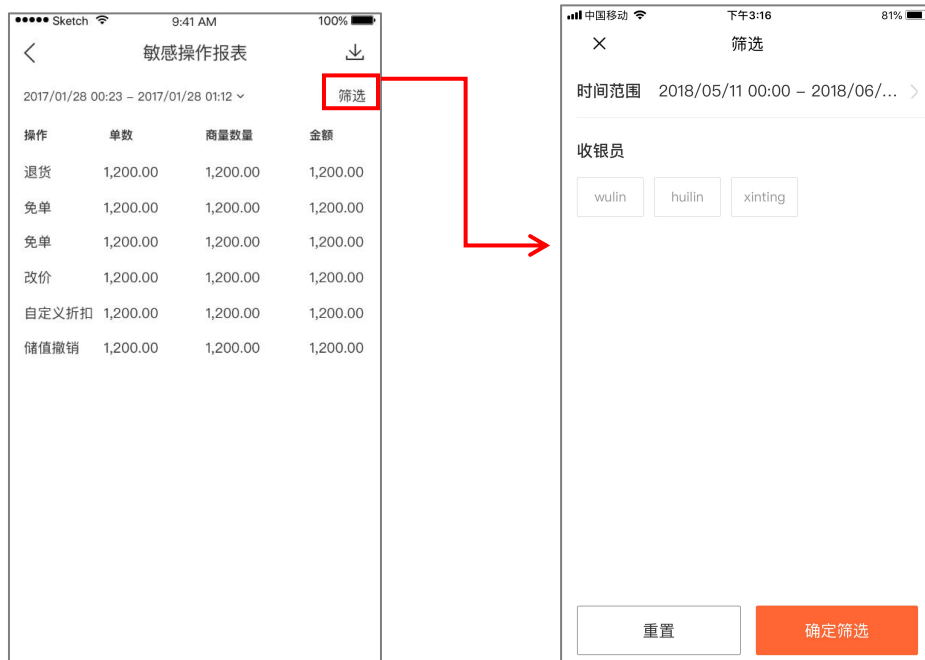 Sketch 9:41 AM 100%
敏感操作报表
2017/01/28 00:23 – 2017/01/28 01:12
筛选
操作 单数 商量数量 金额
退货 1,200.00 1,200.00 1,200.00
免单 1,200.00 1,200.00 1,200.00
免单 1,200.00 1,200.00 1,200.00
改价 1,200.00 1,200.00 1,200.00
自定义折扣 1,200.00 1,200.00 1,200.00
储值撤销 1,200.00 1,200.00 1,200.00
中国移动 下午3:16 81%
筛选
时间范围 2018/05/11 00:00 – 2018/06/...
收银员
wulin huilin xinting
重置 确定筛选